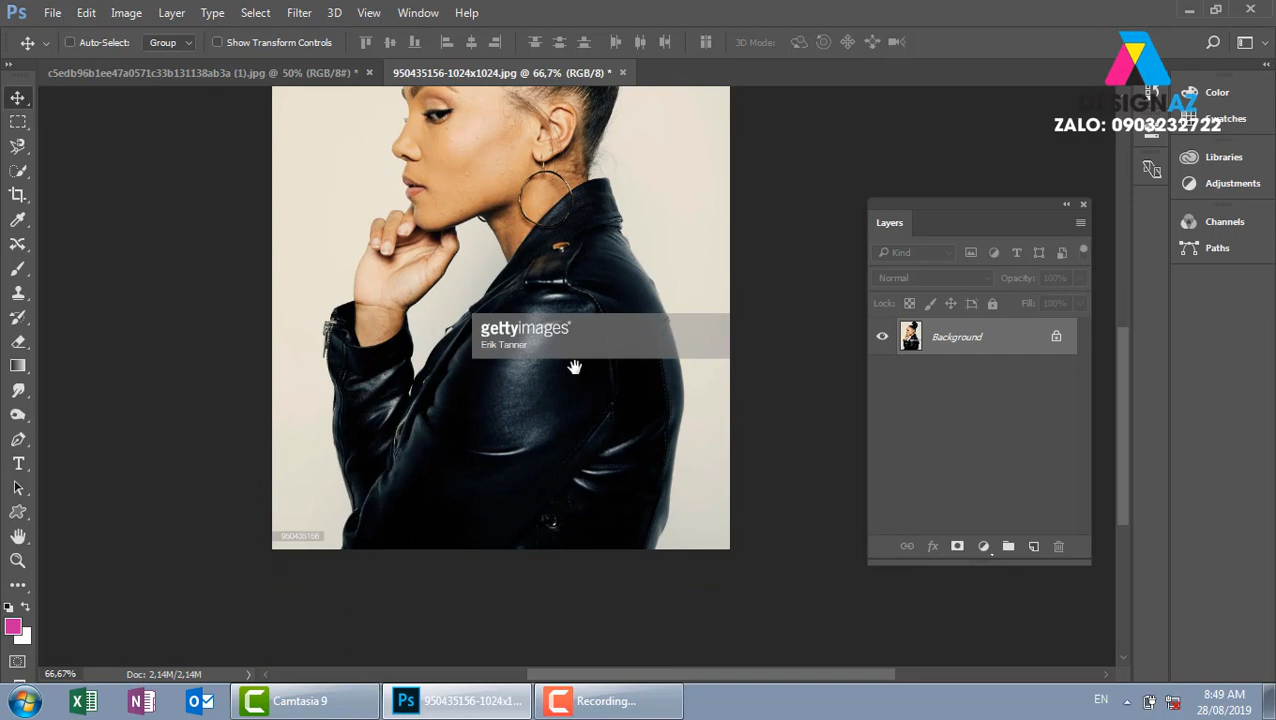 Ps File Edit Image Layer Type Select Filter 3D View Window Help
Auto-Select: Group Show Transform Controls 3D Mode:
c5edb96b1ee47a0571c33b131138ab3a (1).jpg @ 50% (RGB/8#) * × 950435156-1024x1024.jpg @ 66,7% (RGB/8) * ×
DESIGNAZ
ZALO: 0903232722
Color
Swatches
Libraries
Adjustments
Channels
Paths
Layers
Kind
Normal Opacity: 100%
Lock: Fill: 100%
Background
gettyimages®
Erik Tanner
950435156
66,67% Doc: 2,14M/2,14M
Camtasia 9 Ps 950435156-1024x1... Recording... EN 8:49 AM
28/08/2019